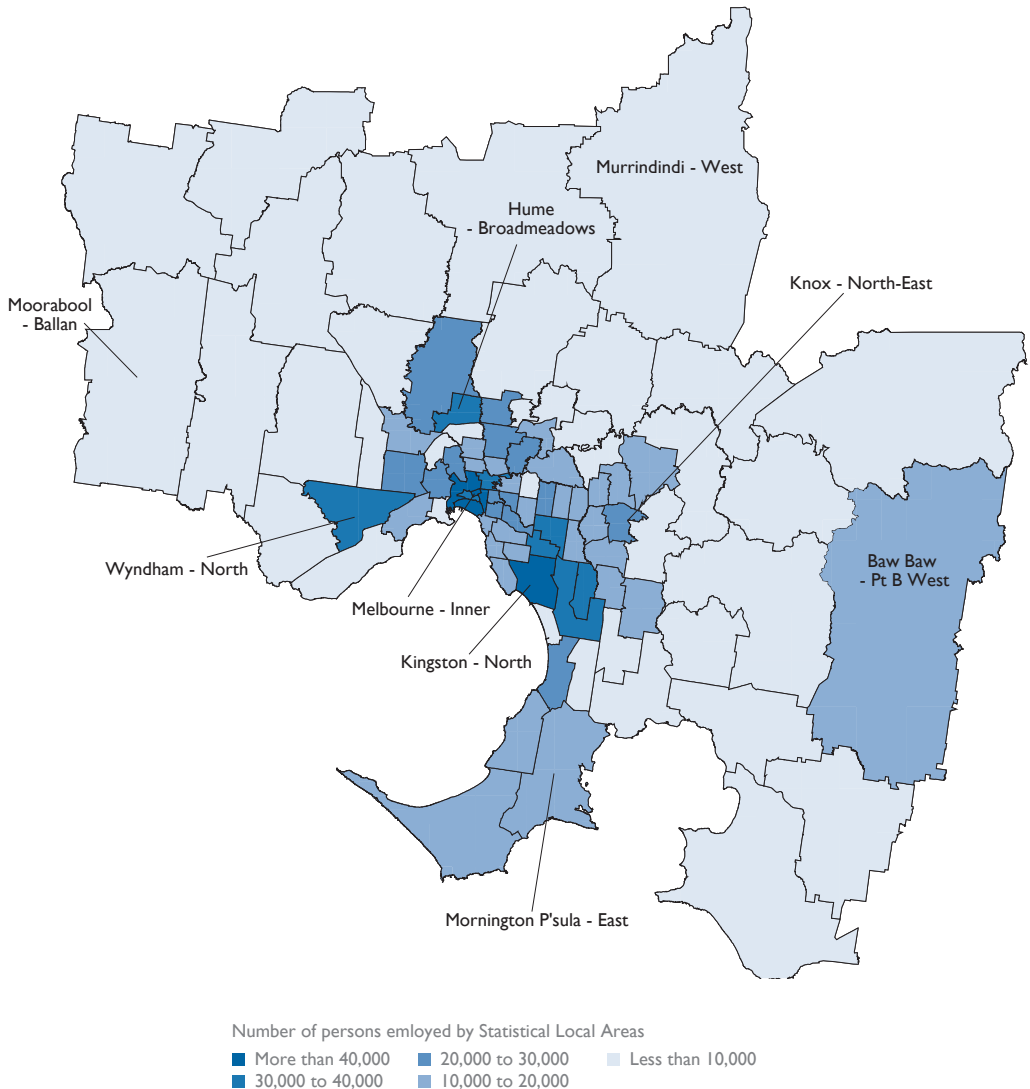 Murrindindi - West
Hume
- Broadmeadows
Knox - North-East
Moorabool
- Ballan
Baw Baw
- Pt B West
Wyndham - North
Melbourne - Inner
Kingston - North
Mornington P'sula - East
Number of persons emloyed by Statistical Local Areas
More than 40,000
20,000 to 30,000
Less than 10,000
30,000 to 40,000
10,000 to 20,000